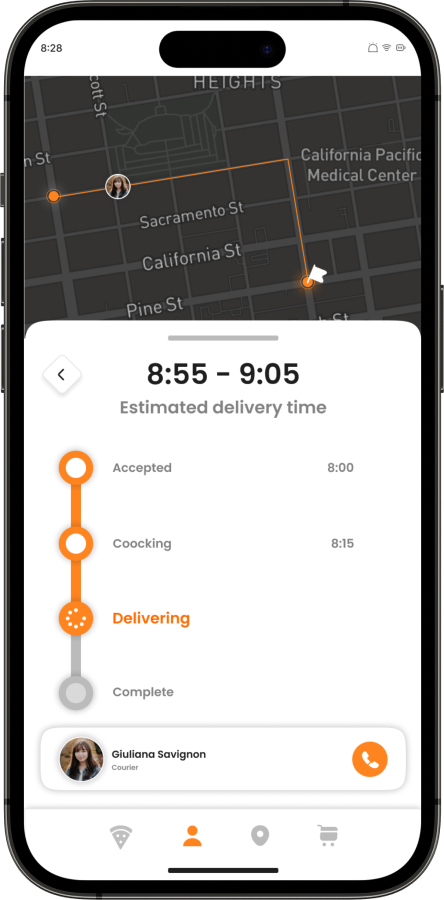 8:28
HEIGHTS
cott St
n St
California Pacific
Medical Center
Sacramento St
California St
Pine St
h St
8:55 - 9:05
Estimated delivery time
Accepted 8:00
Coocking 8:15
Delivering
Complete
Giuliana Savignon
Courier